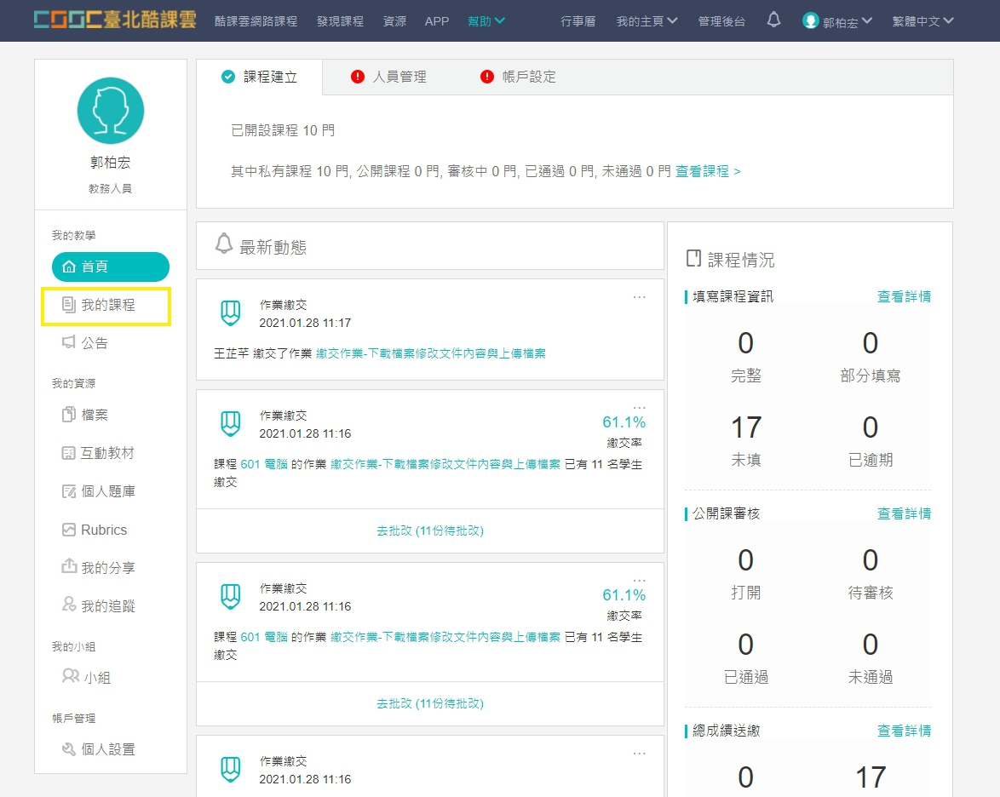 COOC臺北酷課雲 酷課雲網路課程 發現課程 資源 APP 幫助 行事曆 我的主頁 管理後台 郭柏宏 繁體中文
郭柏宏
教務人員
我的教學
首頁
我的課程
公告
我的資源
檔案
互動教材
個人題庫
Rubrics
我的分享
我的追蹤
我的小組
小組
帳戶管理
個人設置
課程建立 人員管理 帳戶設定
已開設課程 10 門
其中私有課程 10 門, 公開課程 0 門, 審核中 0 門, 已通過 0 門, 未通過 0 門 查看課程 >
最新動態
作業繳交
2021.01.28 11:17
...
王芷芊 繳交了作業 繳交作業-下載檔案修改文件內容與上傳檔案
作業繳交
2021.01.28 11:16
...
61.1%
繳交率
課程 601 電腦 的作業 繳交作業-下載檔案修改文件內容與上傳檔案 已有 11 名學生
繳交
去批改 (11份待批改)
作業繳交
2021.01.28 11:16
...
61.1%
繳交率
課程 601 電腦 的作業 繳交作業-下載檔案修改文件內容與上傳檔案 已有 11 名學生
繳交
去批改 (11份待批改)
作業繳交
2021.01.28 11:16
...
課程情況
填寫課程資訊 查看詳情
0 0
完整 部分填寫
17 0
未填 已逾期
公開課審核 查看詳情
0 0
打開 待審核
0 0
已通過 未通過
總成績送繳 查看詳情
0 17